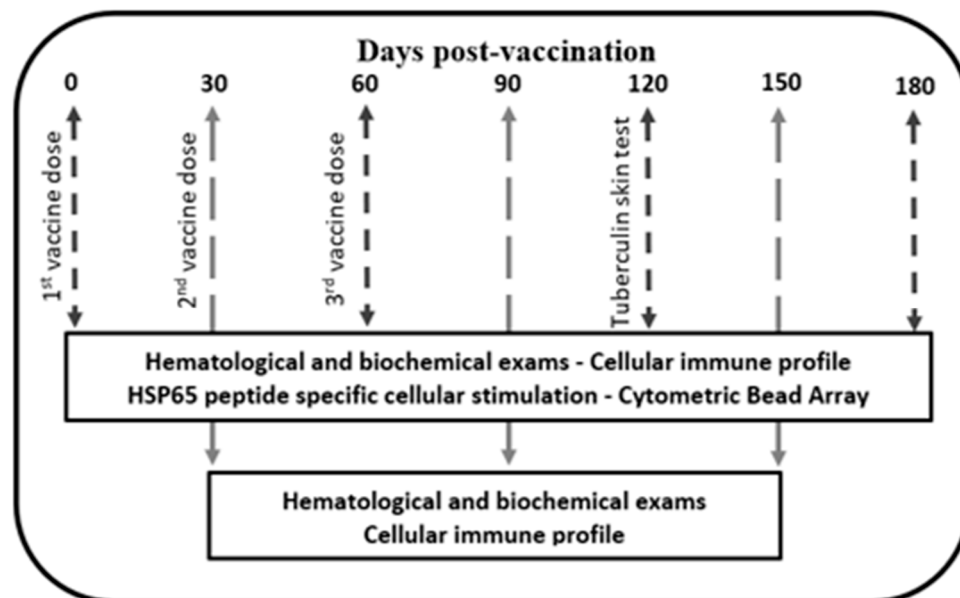 Days post-vaccination
0 30 60 90 120 150 180
1st vaccine dose
2nd vaccine dose
3rd vaccine dose
Tuberculin skin test
Hematological and biochemical exams - Cellular immune profile
HSP65 peptide specific cellular stimulation - Cytometric Bead Array
Hematological and biochemical exams
Cellular immune profile